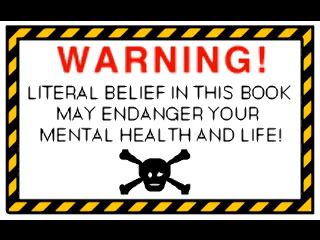 WARNING!
LITERAL BELIEF IN THIS BOOK
MAY ENDANGER YOUR
MENTAL HEALTH AND LIFE!